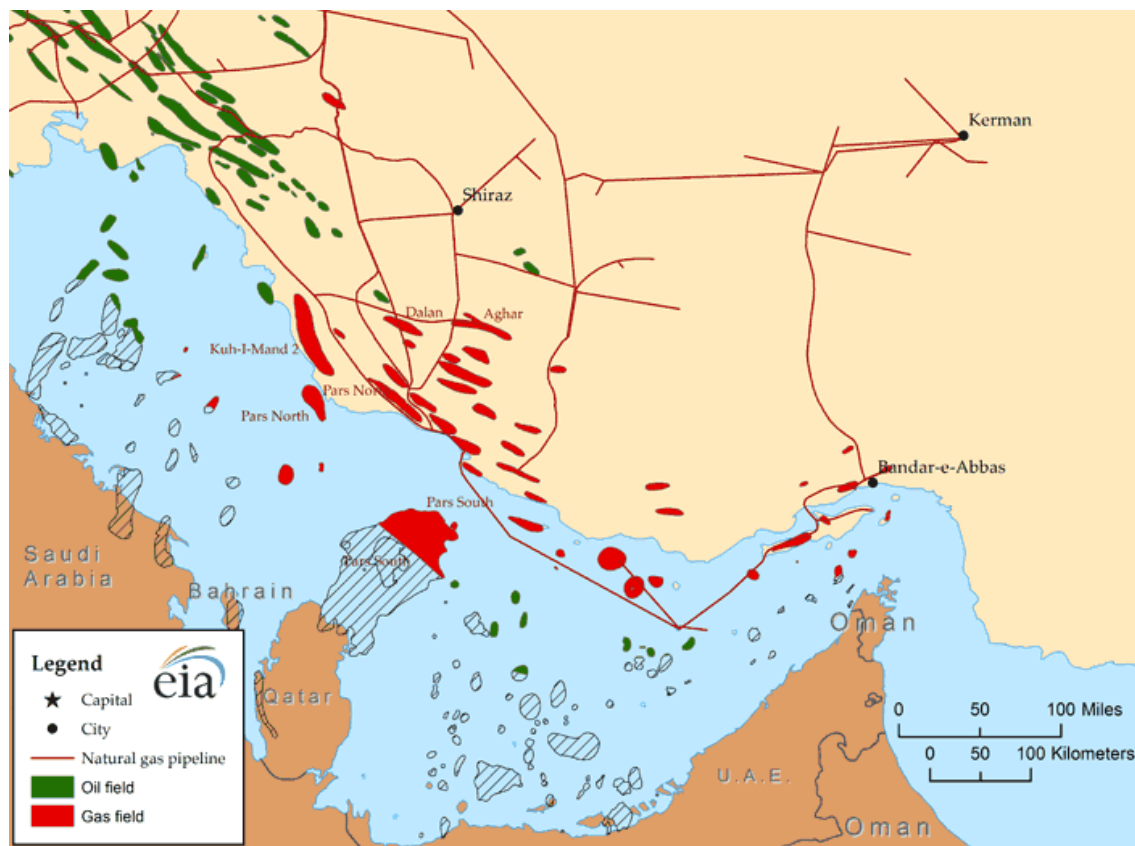 Kerman
Shiraz
Dalan
Aghar
Kuh-I-Mand 2
Pars Nor
Pars North
Bandar-e-Abbas
Pars South
Pars South
Saudi
Arabia
Bahrain
Oman
Qatar
Legend
eia
Capital
City
Natural gas pipeline
Oil field
Gas field
0 50 100 Miles
0 50 100 Kilometers
U.A.E.
Oman